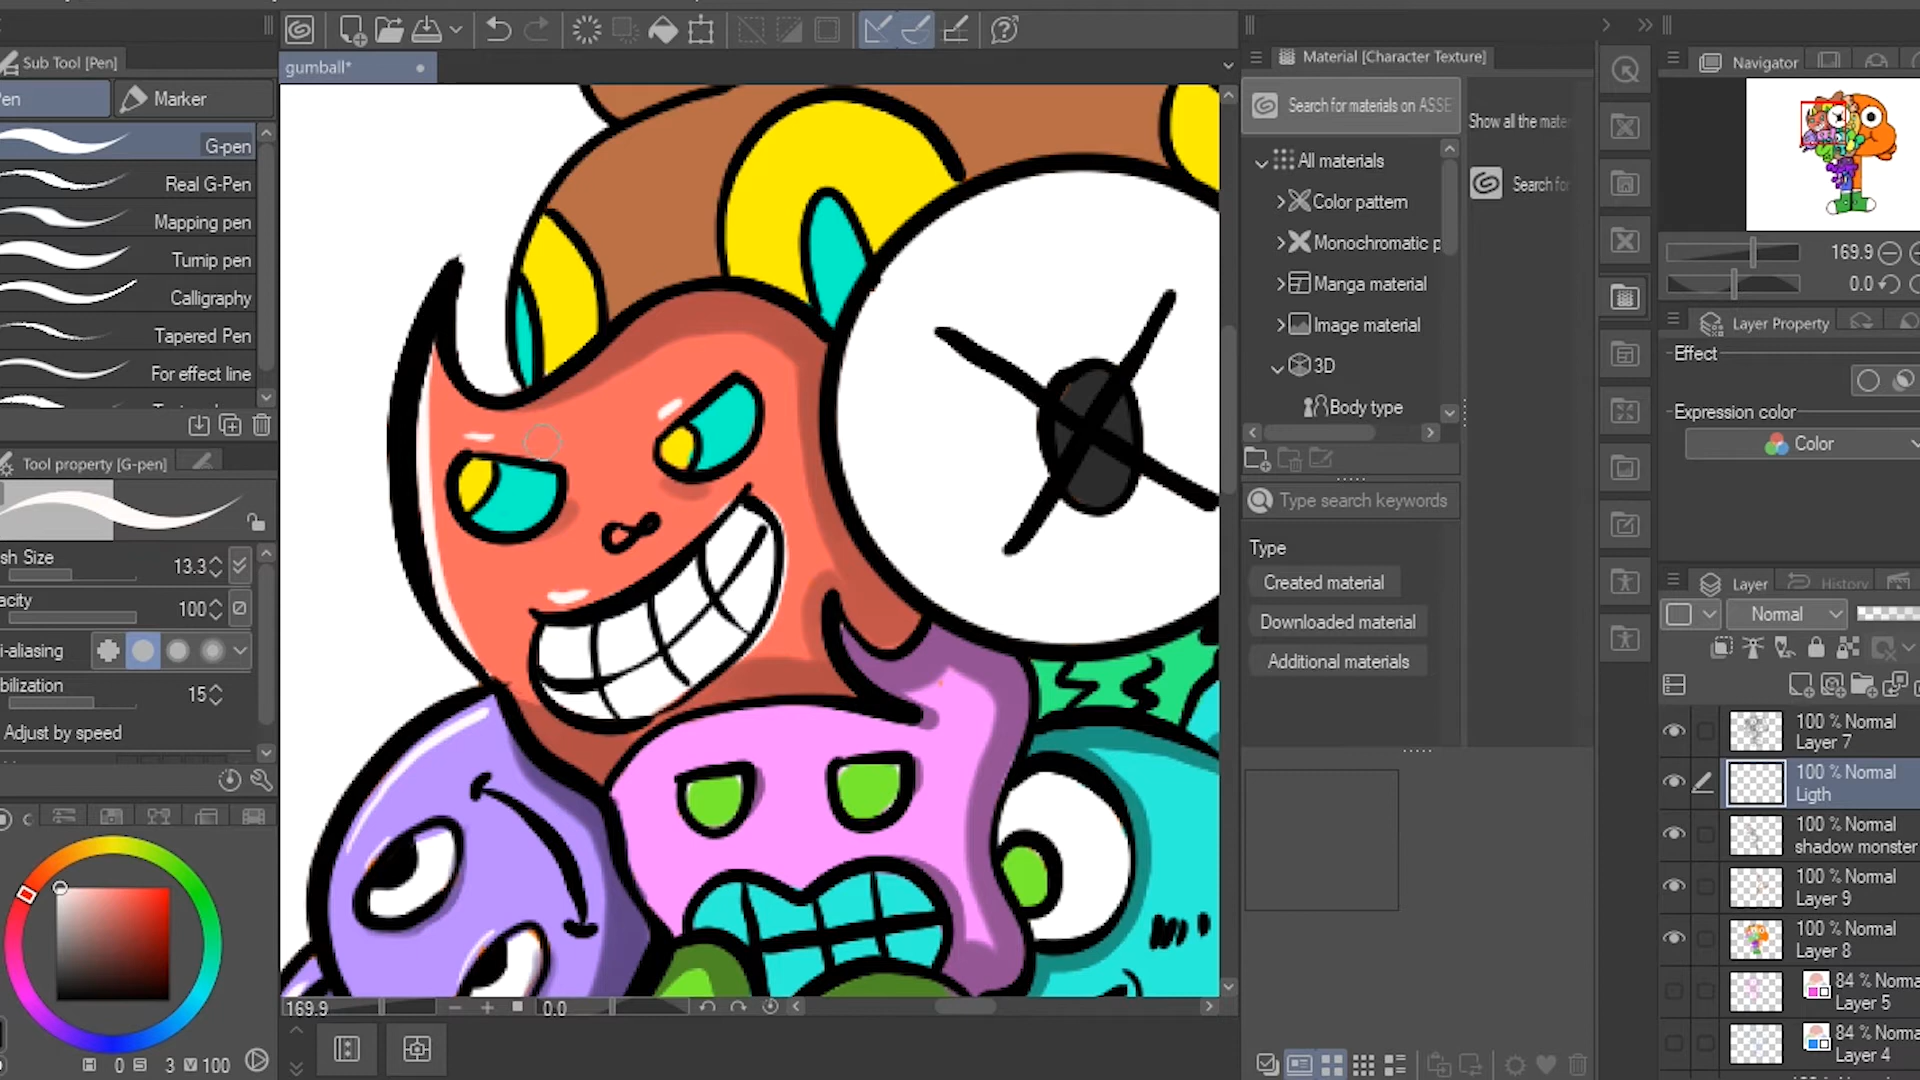 Sub Tool [Pen]
en
Marker
G-pen
Real G-Pen
Mapping pen
Turnip pen
Calligraphy
Tapered Pen
For effect line
Tool property [G-pen]
sh Size
13.3
acity
100
i-aliasing
bilization
15
Adjust by speed
0
S
3
V
100
gumball*
169.9
0.0
Material [Character Texture]
Search for materials on ASSE
Show all the mate
All materials
Search for
Color pattern
Monochromatic p
Manga material
Image material
3D
Body type
Type search keywords
Type
Created material
Downloaded material
Additional materials
Navigator
169.9
0.0
Layer Property
Effect
Expression color
Color
Layer
History
Normal
100 % Normal
Layer 7
100 % Normal
Ligth
100 % Normal
shadow monster
100 % Normal
Layer 9
100 % Normal
Layer 8
84 % Norma
Layer 5
84 % Norma
Layer 4